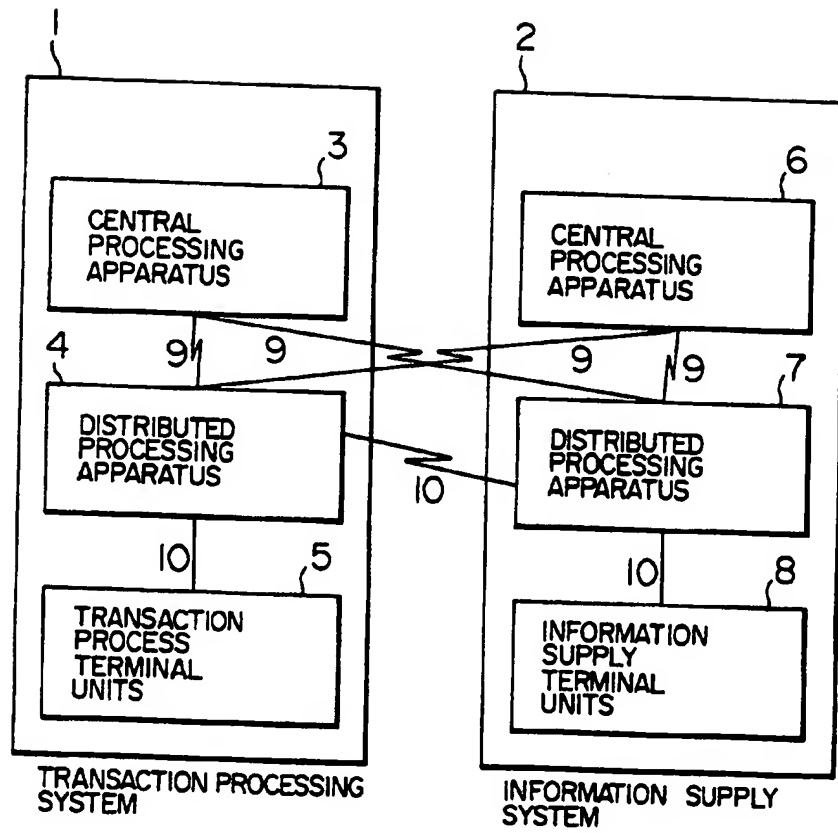 1
2
3
CENTRAL
PROCESSING
APPARATUS
6
CENTRAL
PROCESSING
APPARATUS
9
9
9
9
4
DISTRIBUTED
PROCESSING
APPARATUS
7
DISTRIBUTED
PROCESSING
APPARATUS
10
10
5
TRANSACTION
PROCESS
TERMINAL
UNITS
10
8
INFORMATION
SUPPLY
TERMINAL
UNITS
TRANSACTION PROCESSING
SYSTEM
INFORMATION SUPPLY
SYSTEM